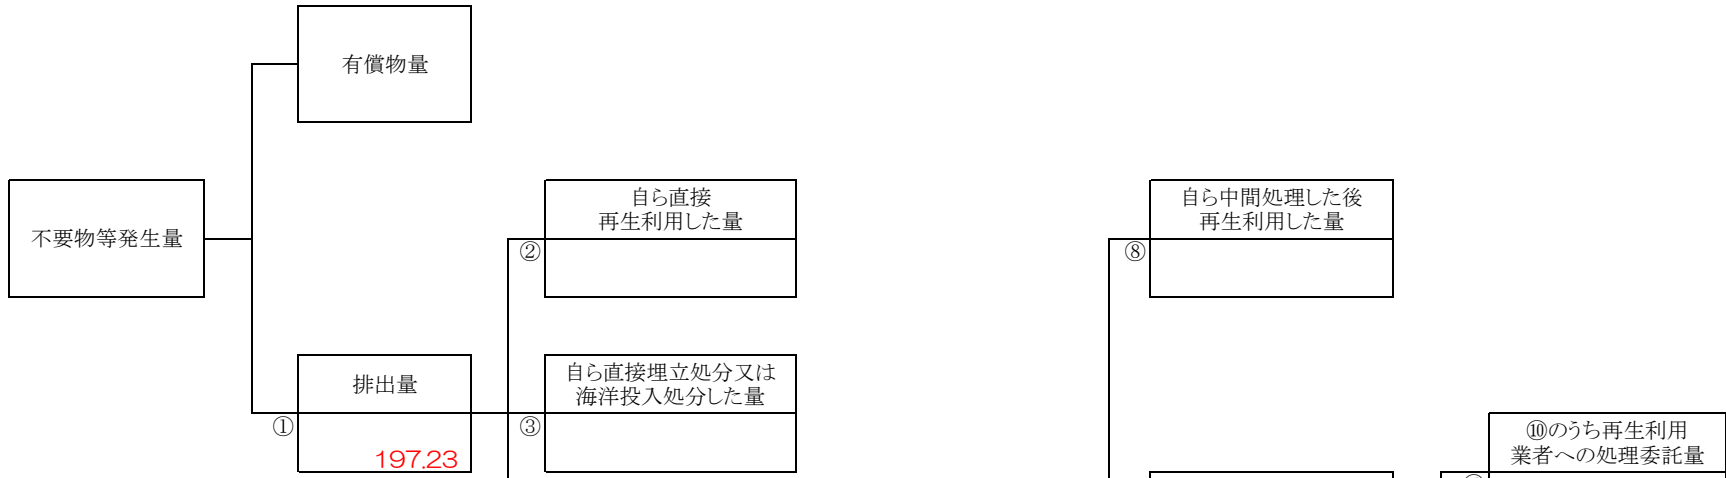 有償物量
不要物等発生量
自ら直接
再生利用した量
②
自ら中間処理した後
再生利用した量
⑧
排出量
①
197.23
自ら直接埋立処分又は
海洋投入処分した量
③
⑩のうち再生利用
業者への処理委託量